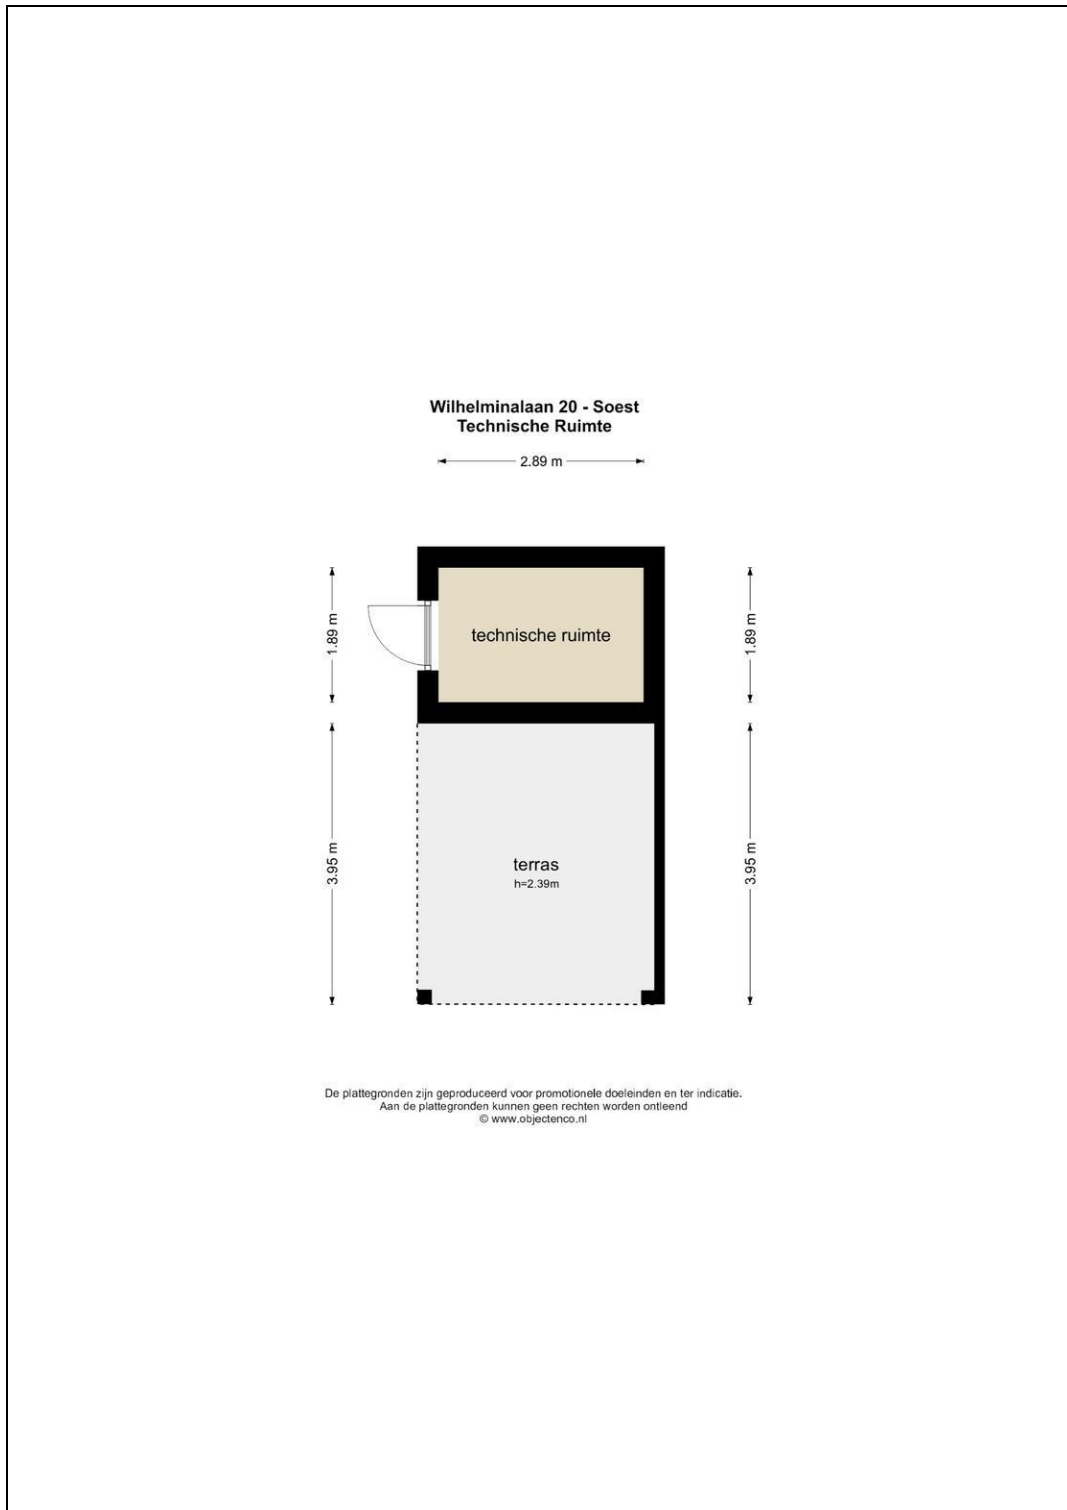 Wilhelminalaan 20 - Soest
Technische Ruimte
2.89 m
1.89 m
technische ruimte
1.89 m
3.95 m
terras
h=2.39m
3.95 m
De plattegronden zijn geproduceerd voor promotionele doeleinden en ter indicatie.
Aan de plattegronden kunnen geen rechten worden ontleend
© www.objectenco.nl